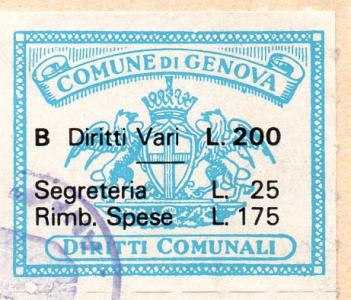 COMUNE DI GENOVA
B Diritti Vari L. 200
Segreteria L. 25
Rimb. Spese L. 175
DIRITTI COMUNALI